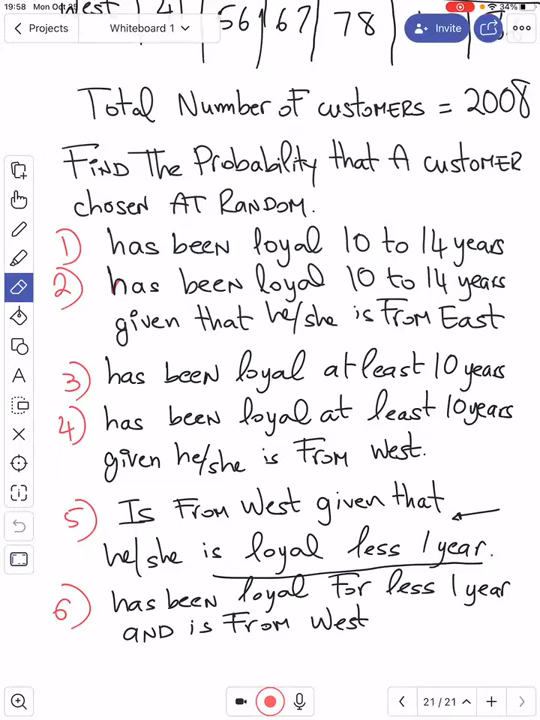 19:58 Mon Oct
34%
Projects Whiteboard 1 Invite
West 41 56 67 78
Total Number of customers = 2008
Find The Probability that A customer
chosen At Random.
1) has been loyal 10 to 14 years
2) has been loyal 10 to 14 years
given that he/she is From East
3) has been loyal at least 10 years
4) has been loyal at least 10 years
given he/she is From West.
5) Is From West given that
he/she is loyal less 1 year.
6) has been loyal For less 1 year
AND is From West
A
21/21